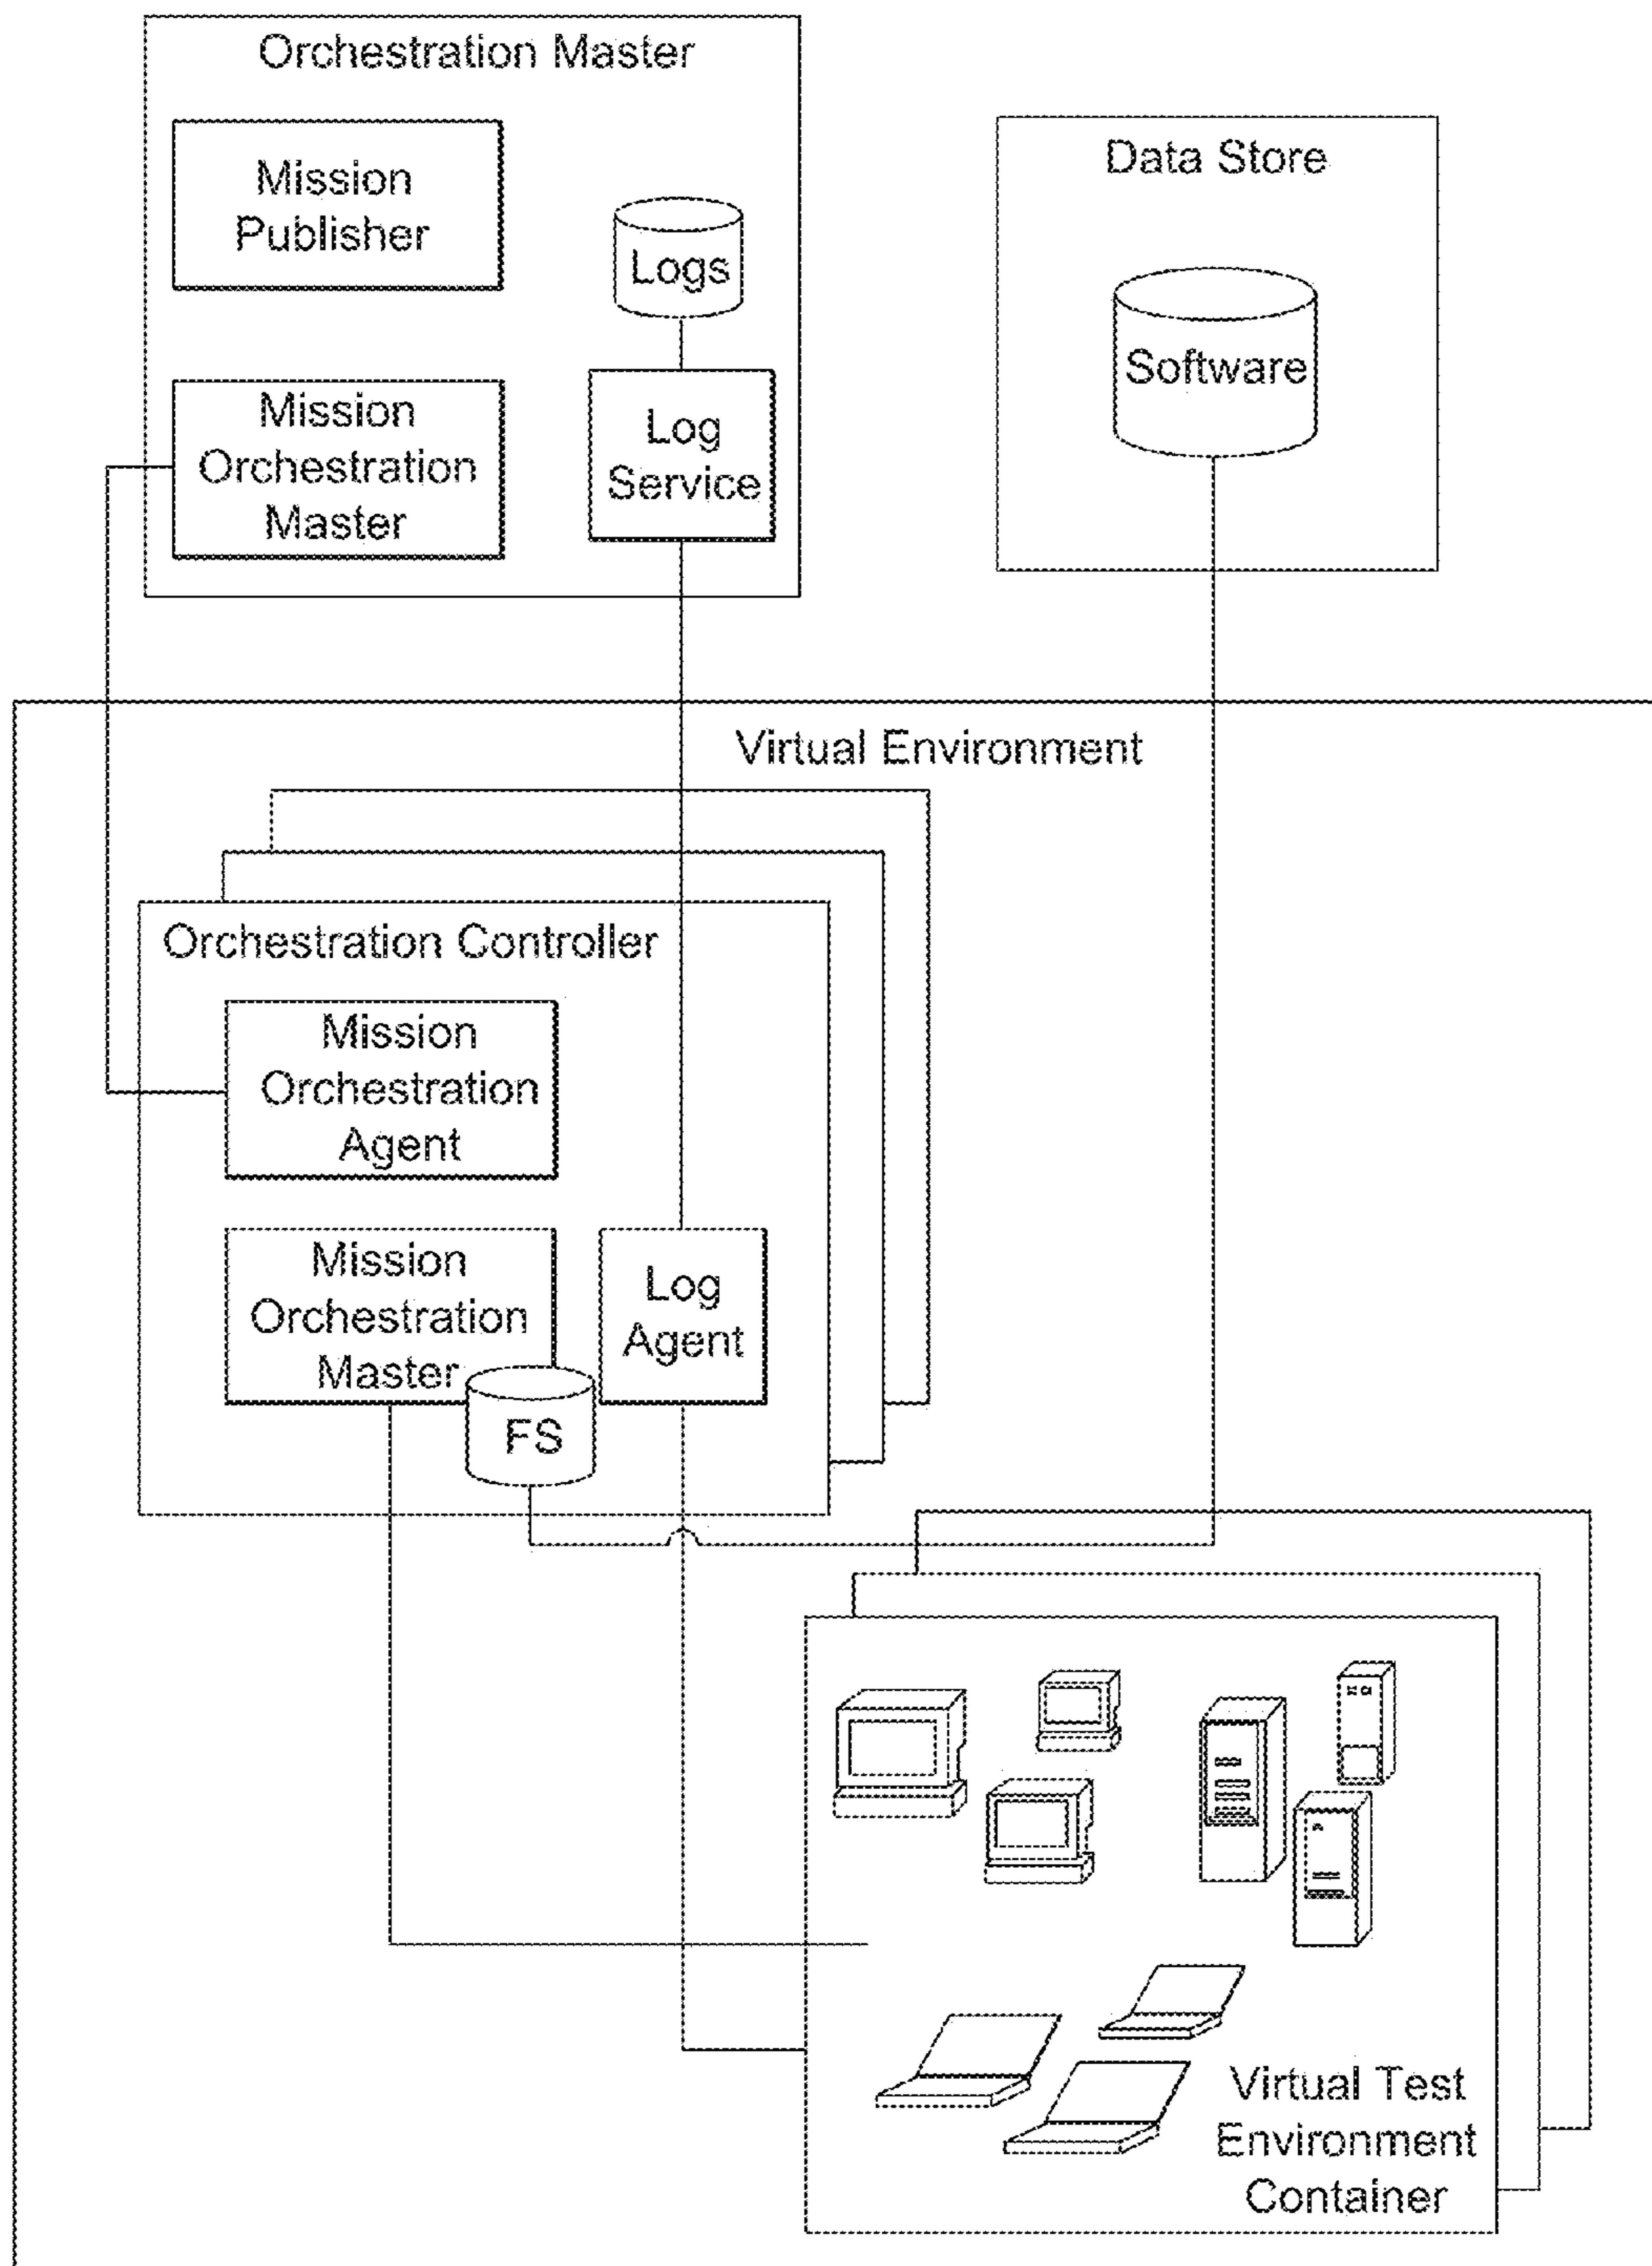 Orchestration Master
Mission
Publisher
Logs
Mission
Orchestration
Master
Log
Service
Data Store
Software
Virtual Environment
Orchestration Controller
Mission
Orchestration
Agent
Mission
Orchestration
Master
FS
Log
Agent
Virtual Test
Environment
Container